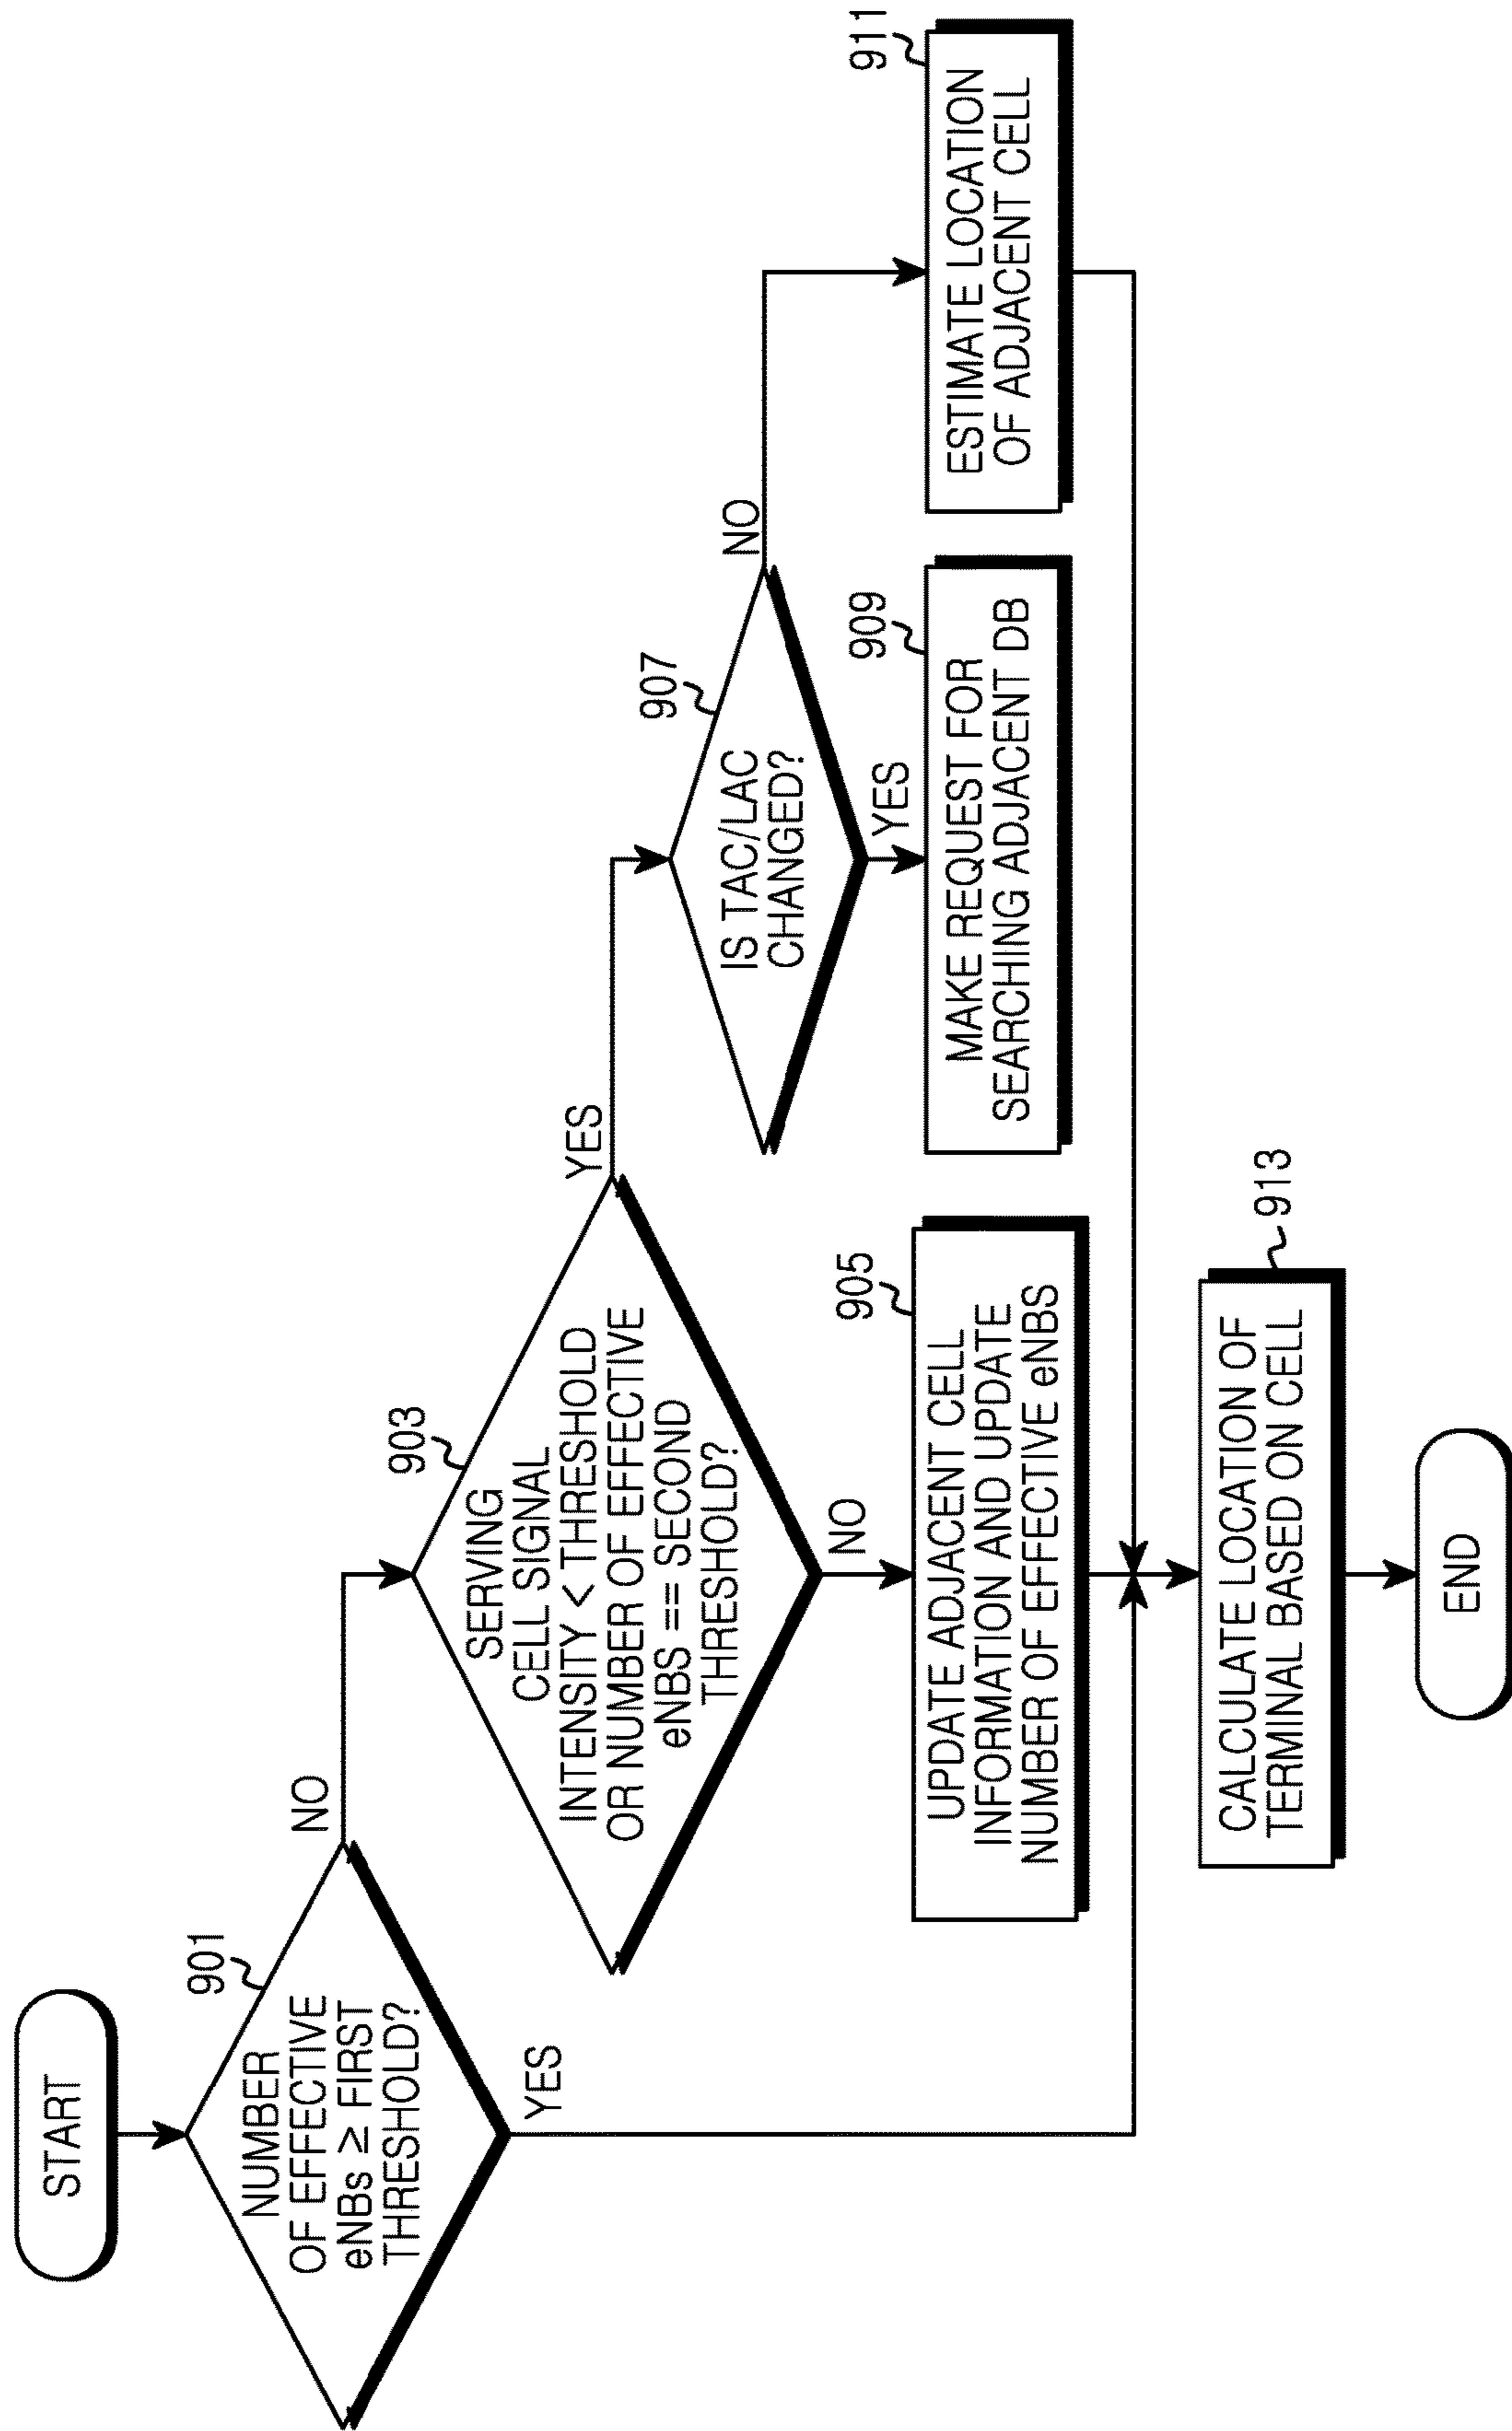 START
901
NUMBER
OF EFFECTIVE
eNBs ≥ FIRST
THRESHOLD?
NO
YES
903
SERVING
CELL SIGNAL
INTENSITY < THRESHOLD
OR NUMBER OF EFFECTIVE
eNBS == SECOND
THRESHOLD?
YES
NO
907
IS TAC/LAC
CHANGED?
NO
YES
905
UPDATE ADJACENT CELL
INFORMATION AND UPDATE
NUMBER OF EFFECTIVE eNBS
909
MAKE REQUEST FOR
SEARCHING ADJACENT DB
911
ESTIMATE LOCATION
OF ADJACENT CELL
913
CALCULATE LOCATION OF
TERMINAL BASED ON CELL
END